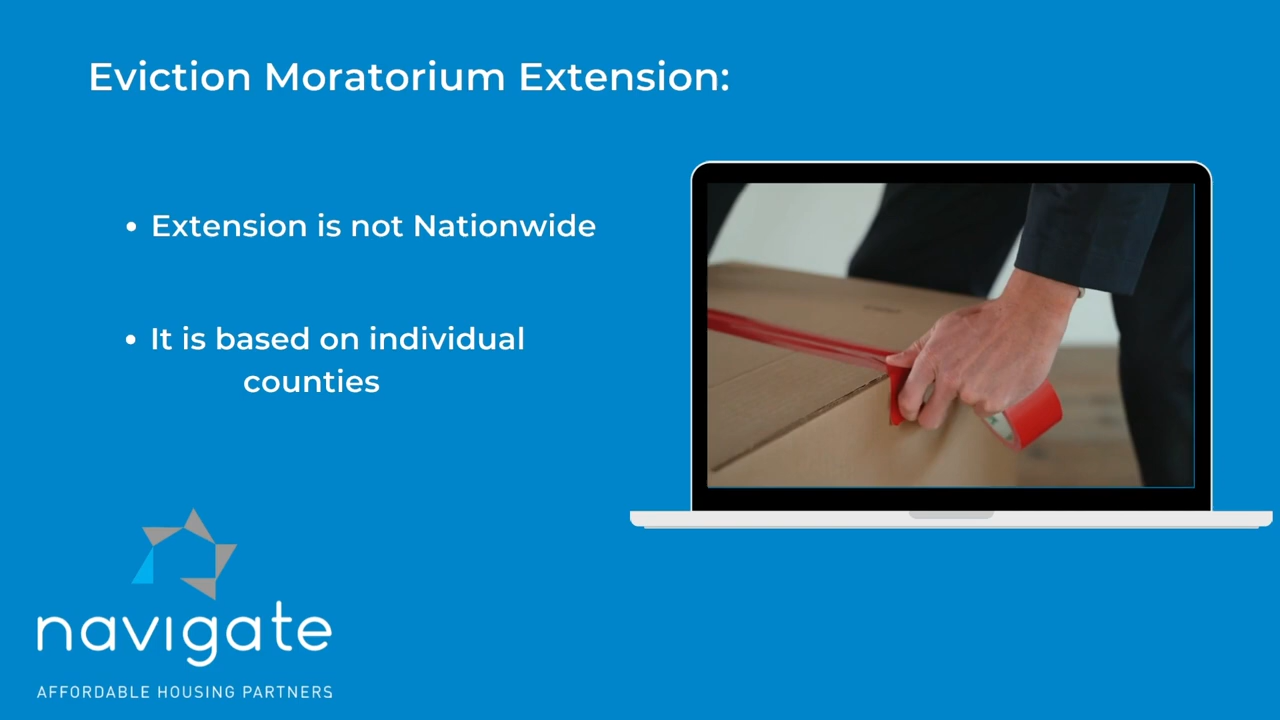 Eviction Moratorium Extension:
• Extension is not Nationwide
• It is based on individual
counties
navigate
AFFORDABLE HOUSING PARTNERS